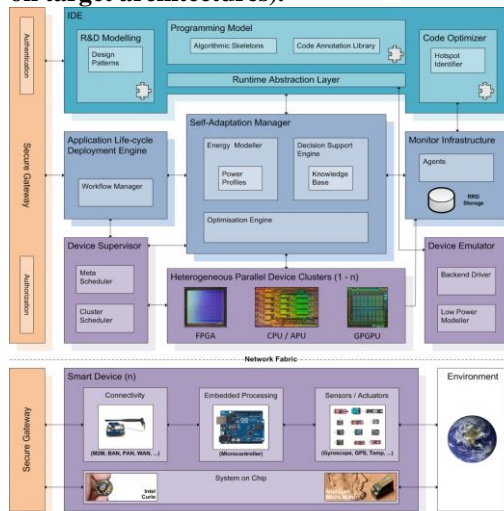 on target architectures).
IDE
Authentication
Secure Gateway
Authorization
R&D Modelling
Design
Patterns
Programming Model
Algorithmic Skeletons
Code Annotation Library
Code Optimizer
Hotspot
Identifier
Runtime Abstraction Layer
Application Life-cycle
Deployment Engine
Workflow Manager
Self-Adaptation Manager
Energy
Modeller
Power
Profiles
Decision Support
Engine
Knowledge
Base
Optimisation Engine
Monitor Infrastructure
Agents
RRD
Storage
Device Supervisor
Meta
Scheduler
Cluster
Scheduler
Heterogeneous Parallel Device Clusters (1 - n)
FPGA
CPU / APU
GPGPU
Device Emulator
Backend Driver
Low Power
Modeller
Network Fabric
Secure Gateway
Smart Device (n)
Connectivity
(M2M, BAN, PAN, WAN, ...)
Embedded Processing
(Microcontroller)
Sensors / Actuators
(Gyroscope, GPS, Temp, ...)
System on Chip
Intel
Curie
Environment